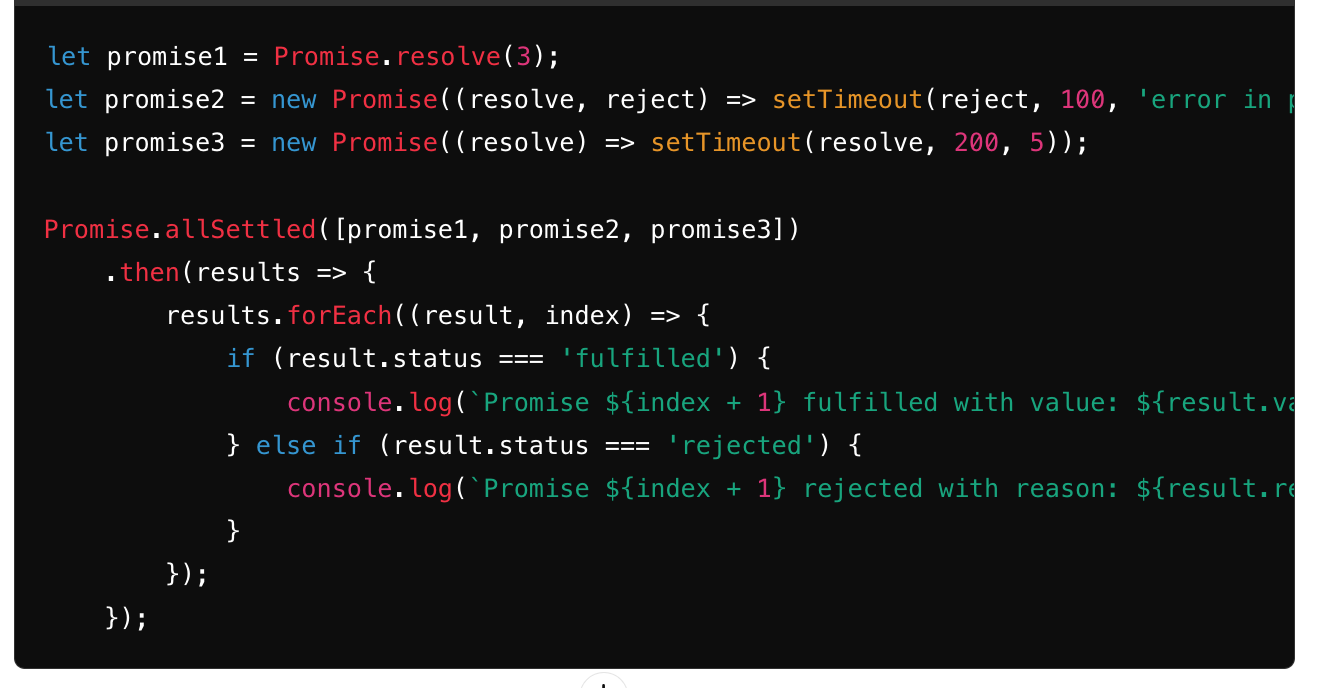 let promise1 = Promise.resolve(3);
let promise2 = new Promise((resolve, reject) => setTimeout(reject, 100, 'error in
let promise3 = new Promise((resolve) => setTimeout(resolve, 200, 5));
Promise.allSettled([promise1, promise2, promise3])
    .then(results => {
        results.forEach((result, index) => {
            if (result.status === 'fulfilled') {
                console.log(`Promise ${index + 1} fulfilled with value: ${result.va
            } else if (result.status === 'rejected') {
                console.log(`Promise ${index + 1} rejected with reason: ${result.re
            }
        });
    });